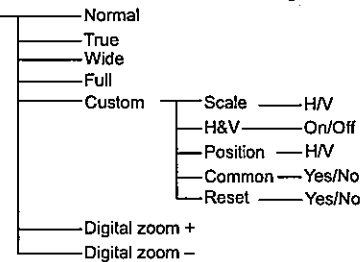 Normal
True
Wide
Full
Custom Scale H/V
H&V On/Off
Position H/V
Common Yes/No
Reset Yes/No
Digital zoom +
Digital zoom –